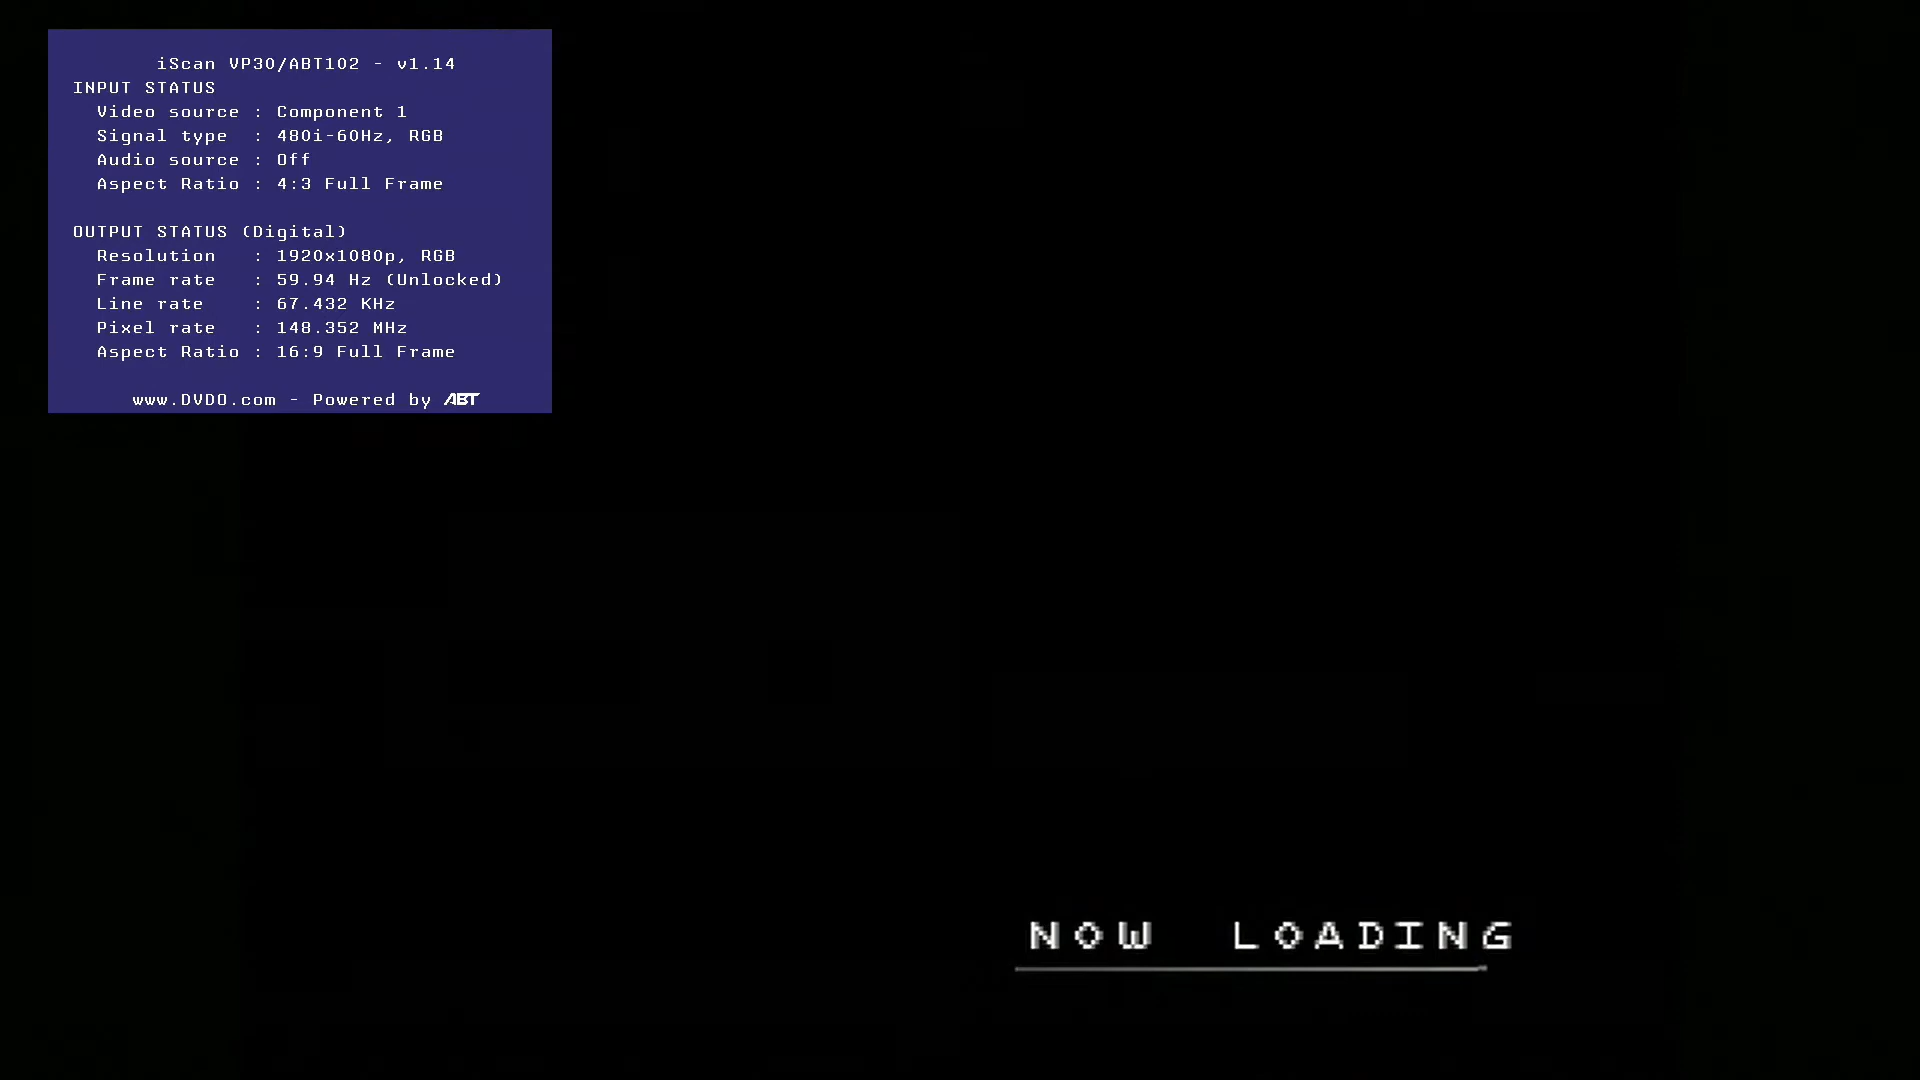 iScan VP30/ABT102 - v1.14
INPUT STATUS
Video source : Component 1
Signal type : 480i-60Hz, RGB
Audio source : Off
Aspect Ratio : 4:3 Full Frame
OUTPUT STATUS (Digital)
Resolution : 1920x1080p, RGB
Frame rate : 59.94 Hz (Unlocked)
Line rate : 67.432 KHz
Pixel rate : 148.352 MHz
Aspect Ratio : 16:9 Full Frame
www.DVDO.com - Powered by ABT
NOW LOADING